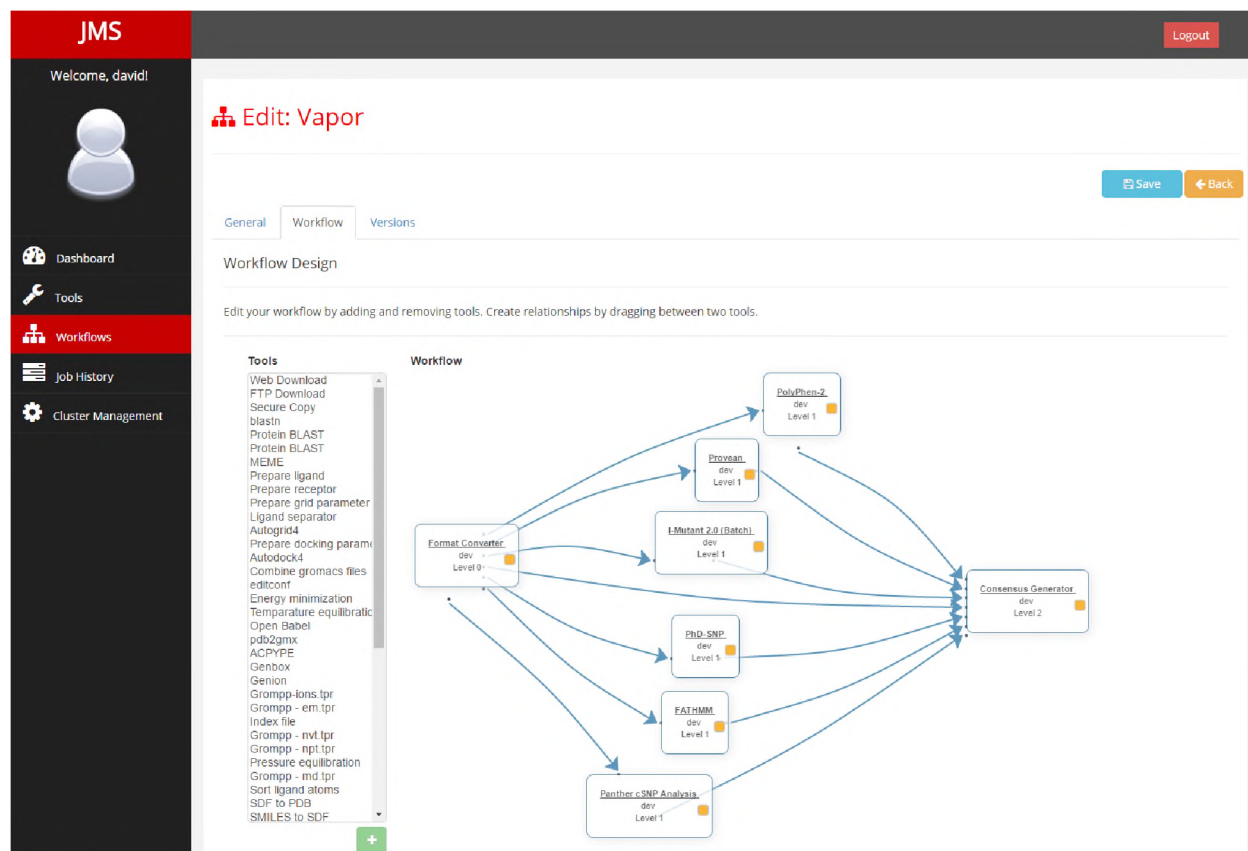 JMS
Logout
Welcome, david!
Edit: Vapor
Save
Back
General
Workflow
Versions
Dashboard
Tools
Workflows
Job History
Cluster Management
Workflow Design
Edit your workflow by adding and removing tools. Create relationships by dragging between two tools.
Tools
Web Download
FTP Download
Secure Copy
blastn
Protein BLAST
Protein BLAST
MEME
Prepare ligand
Prepare receptor
Prepare grid parameter
Ligand separator
Autogrid4
Prepare docking parame
Autodock4
Combine gromacs files
editconf
Energy minimization
Temparature equilibratic
Open Babel
pdb2gmx
ACPYPE
Genbox
Genion
Grompp-ions.tpr
Grompp - em.tpr
Index file
Grompp - nvt.tpr
Grompp - npt.tpr
Pressure equilibration
Grompp - md.tpr
Sort ligand atoms
SDF to PDB
SMILES to SDF
+
Workflow
PolyPhen-2
dev
Level 1
Provean
dev
Level 1
I-Mutant 2.0 (Batch)
dev
Level 1
Format Converter
dev
Level 0
Consensus Generator
dev
Level 2
PhD-SNP
dev
Level 1
FATHMM
dev
Level 1
Panther cSNP Analysis
dev
Level 1